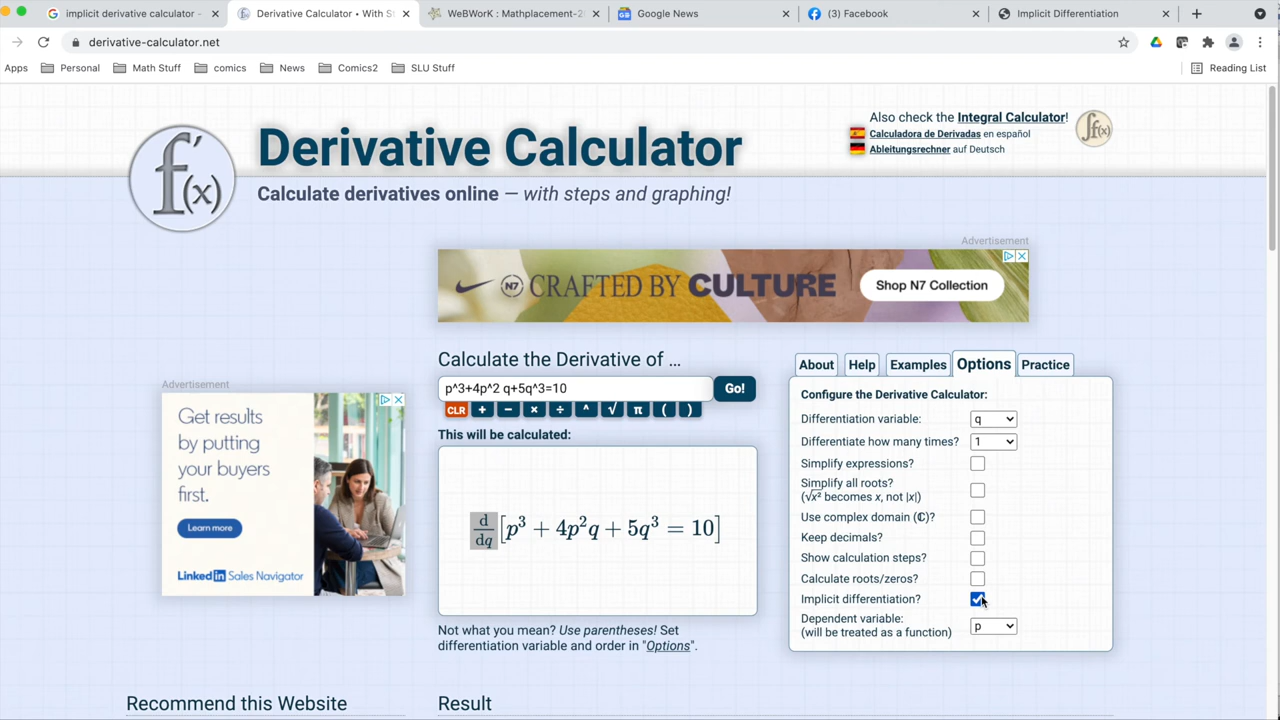 implicit derivative calculator -
Derivative Calculator • With S
WeBWorK : Mathplacement-2
Google News
(3) Facebook
Implicit Differentiation
derivative-calculator.net
Apps
Personal
Math Stuff
comics
News
Comics2
SLU Stuff
Reading List
f′(x)
Derivative Calculator
Calculate derivatives online — with steps and graphing!
Also check the Integral Calculator!
Calculadora de Derivadas en español
Ableitungsrechner auf Deutsch
∫f(x)
Advertisement
N7 CRAFTED BY CULTURE
Shop N7 Collection
Advertisement
Get results
by putting
your buyers
first.
Learn more
LinkedIn Sales Navigator
Calculate the Derivative of ...
p^3+4p^2 q+5q^3=10
Go!
CLR + − × ÷ ^ √ π ( )
This will be calculated:
d/dq [p³ + 4p²q + 5q³ = 10]
Not what you mean? Use parentheses! Set
differentiation variable and order in "Options".
About
Help
Examples
Options
Practice
Configure the Derivative Calculator:
Differentiation variable: q
Differentiate how many times? 1
Simplify expressions?
Simplify all roots?
(√x² becomes x, not |x|)
Use complex domain (ℂ)?
Keep decimals?
Show calculation steps?
Calculate roots/zeros?
Implicit differentiation?
Dependent variable: p
(will be treated as a function)
Recommend this Website
Result